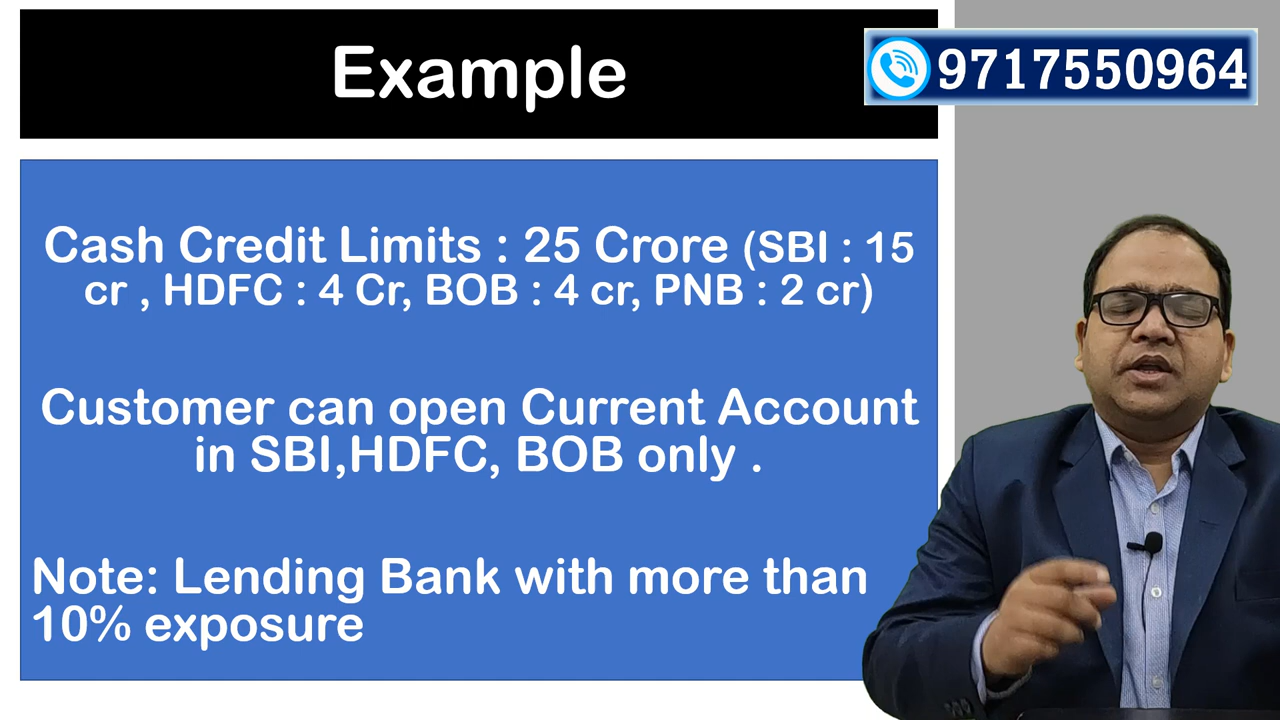 Example
9717550964
Cash Credit Limits : 25 Crore (SBI : 15
cr , HDFC : 4 Cr, BOB : 4 cr, PNB : 2 cr)
Customer can open Current Account
in SBI,HDFC, BOB only .
Note: Lending Bank with more than
10% exposure